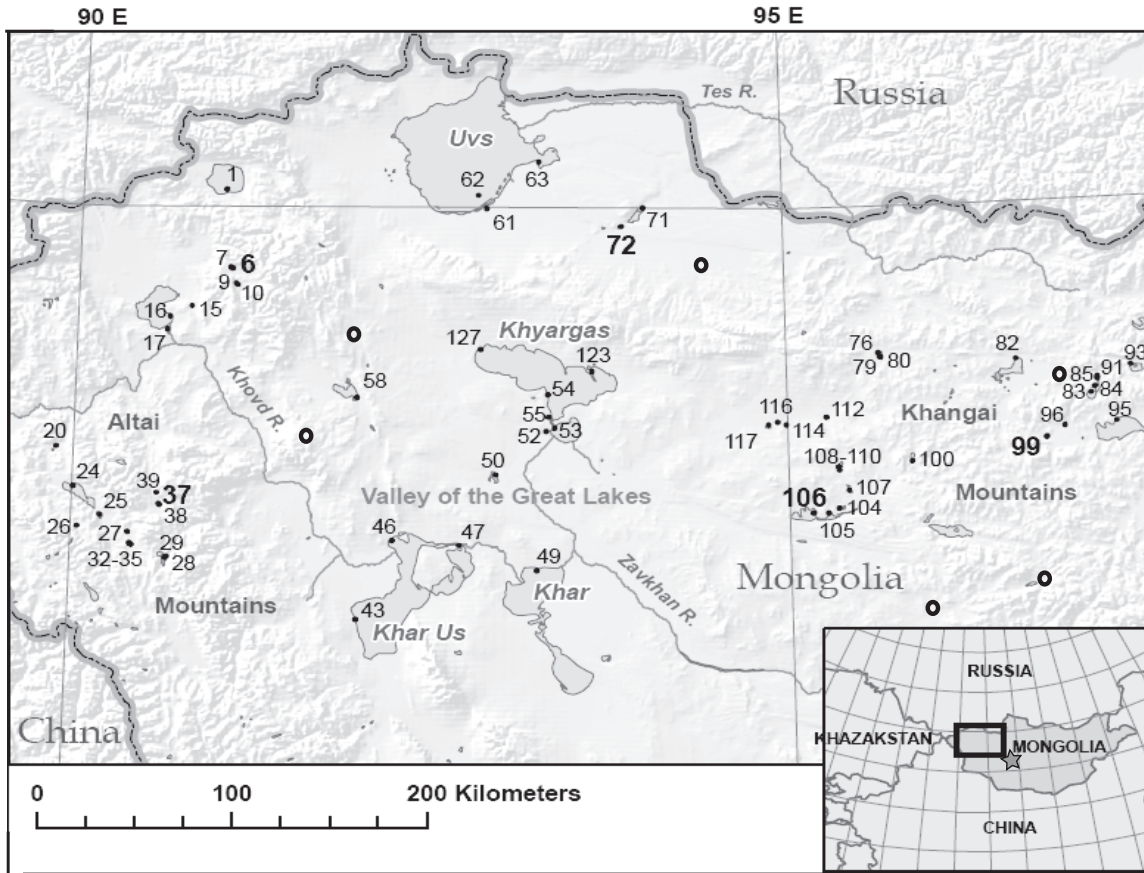 90 E
95 E
Tes R.
Russia
Uvs
1
62
63
61
71
72
7
6
9
10
16
15
17
127
Khyargas
123
76
80
79
82
93
91
85
84
83
58
Khovd R.
54
55
52
53
116
112
117
114
Khangai
96
95
99
Altai
20
24
25
39
37
38
26
27
29
32-35
28
50
108-110
100
107
106
104
105
Mountains
Valley of the Great Lakes
46
47
49
Khar
Zavkhan R.
Mongolia
Mountains
43
Khar Us
China
RUSSIA
KHAZAKSTAN
MONGOLIA
CHINA
0
100
200 Kilometers